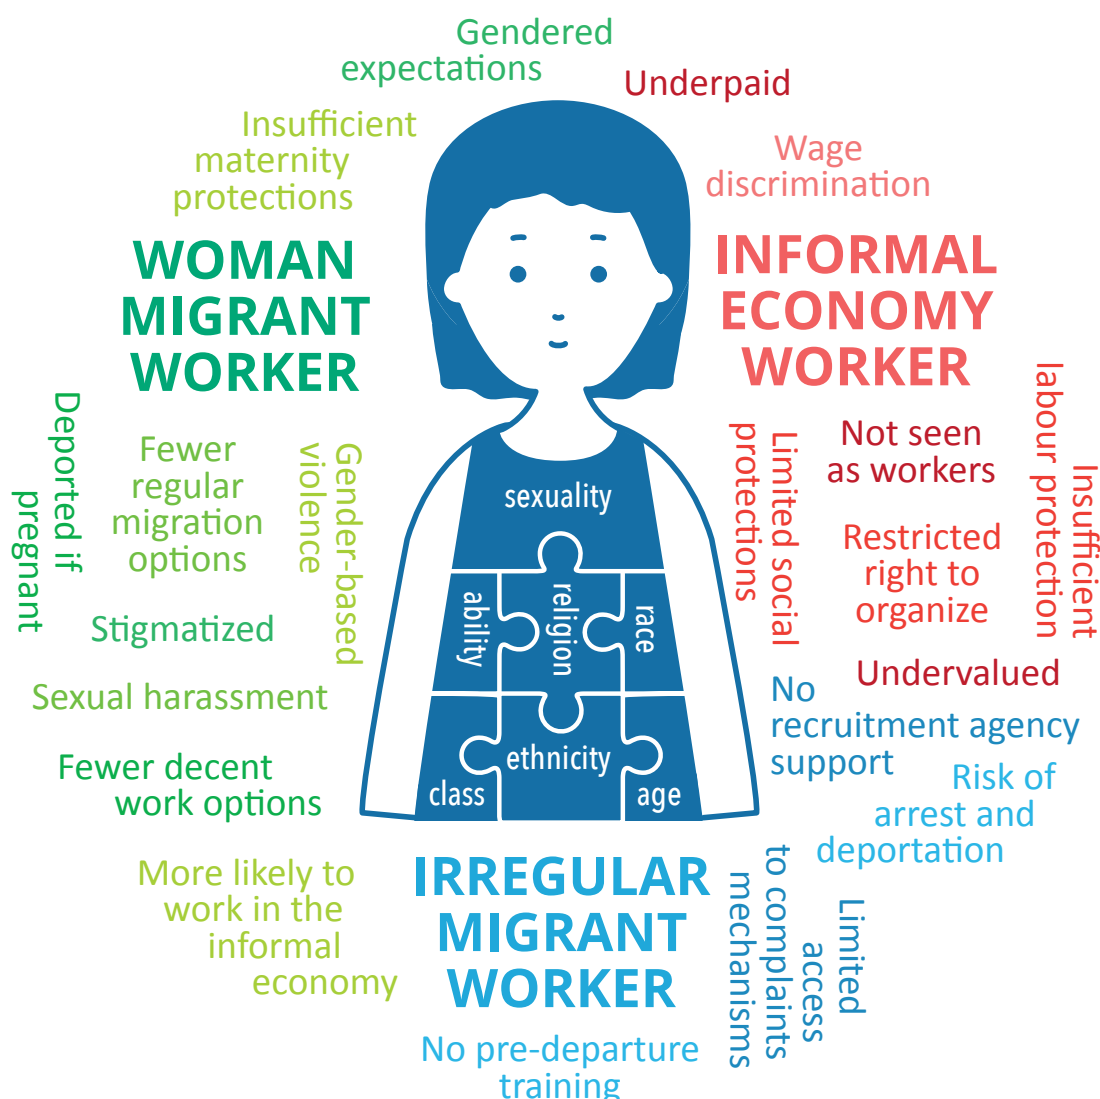 Gendered
expectations
Underpaid
Insufficient
maternity
protections
Wage
discrimination
WOMAN
MIGRANT
WORKER
INFORMAL
ECONOMY
WORKER
Deported if
pregnant
Fewer
regular
migration
options
Gender-based
violence
Stigmatized
Sexual harassment
Fewer decent
work options
More likely to
work in the
informal
economy
sexuality
ability
religion
race
ethnicity
class
age
Limited social
protections
Not seen
as workers
Insufficient
labour protection
Restricted
right to
organize
Undervalued
No
recruitment agency
support
Risk of
arrest and
deportation
IRREGULAR
MIGRANT
WORKER
Limited
access
to complaints
mechanisms
No pre-departure
training